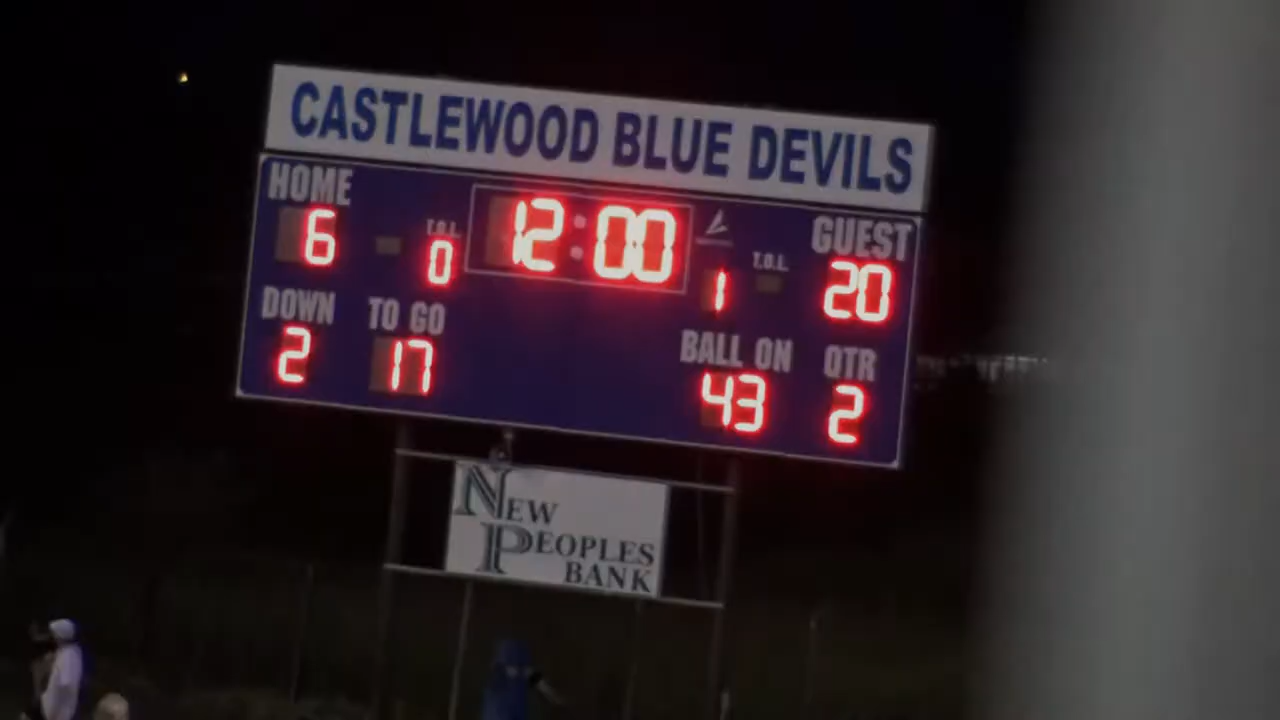 CASTLEWOOD BLUE DEVILS
HOME
GUEST
6
T.O.L.
0
12:00
T.O.L.
1
20
DOWN
TO GO
BALL ON
QTR
2
17
43
2
NEW
PEOPLES
BANK